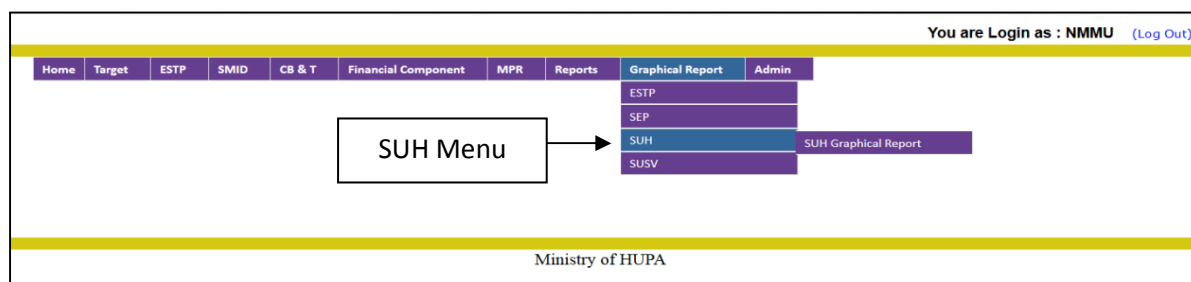 You are Login as : NMMU (Log Out)
Home Target ESTP SMID CB & T Financial Component MPR Reports Graphical Report Admin
ESTP
SEP
SUH Menu
SUH SUH Graphical Report
SUSV
Ministry of HUPA